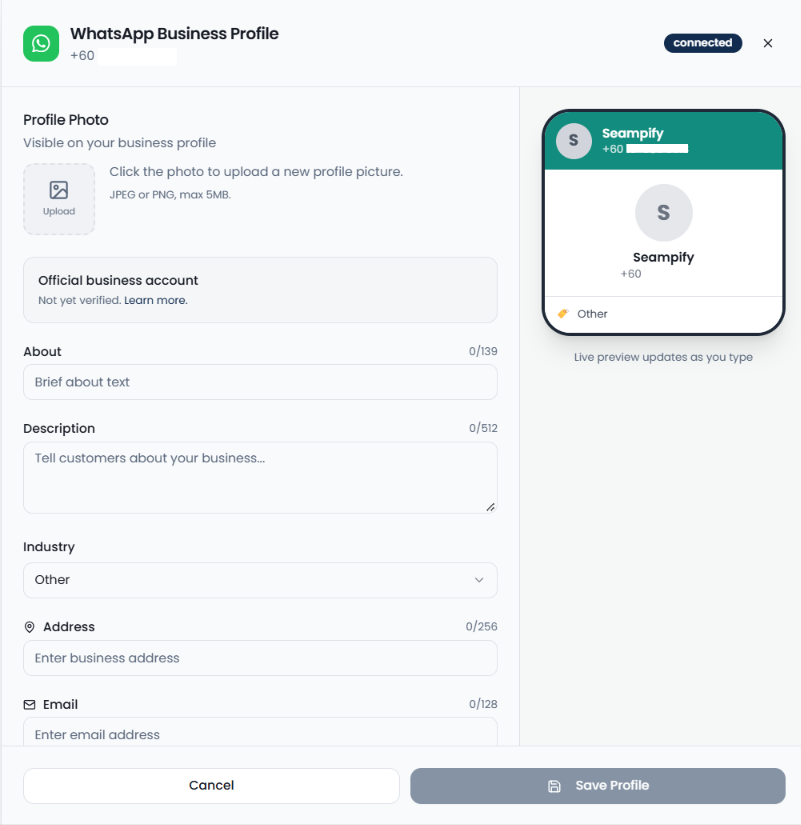 WhatsApp Business Profile
+60
connected
Profile Photo
Visible on your business profile
Upload
Click the photo to upload a new profile picture.
JPEG or PNG, max 5MB.
Official business account
Not yet verified. Learn more.
About
0/139
Brief about text
Description
0/512
Tell customers about your business...
Industry
Other
Address
0/256
Enter business address
Email
0/128
Enter email address
Cancel
Save Profile
S
Seampify
+60
S
Seampify
+60
Other
Live preview updates as you type